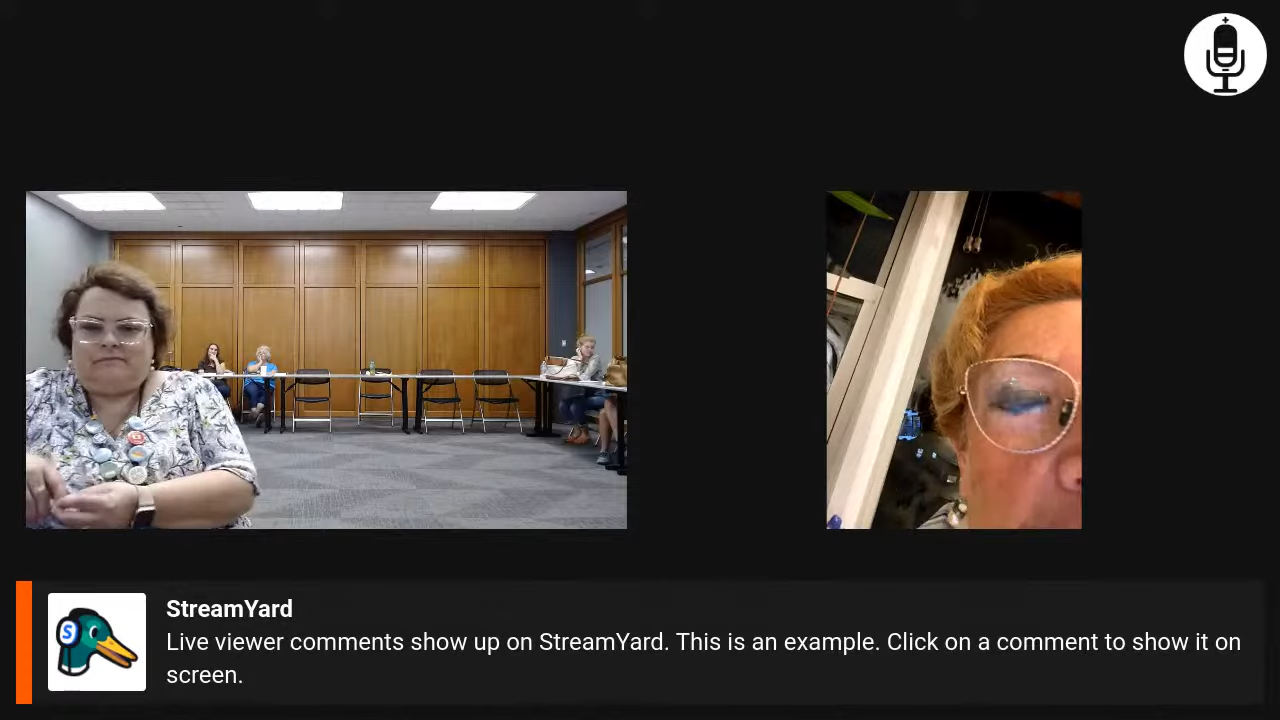 StreamYard
Live viewer comments show up on StreamYard. This is an example. Click on a comment to show it on
screen.
S